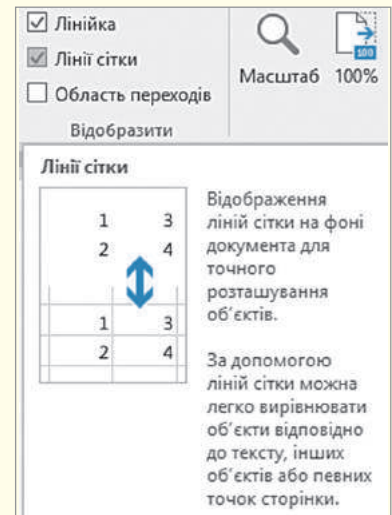 Лінійка
Лінії сітки
Область переходів
Відобразити
Масштаб
100%
100
Лінії сітки
1 3
2 4
1 3
2 4
Відображення
ліній сітки на фоні
документа для
точного
розташування
об'єктів.
За допомогою
ліній сітки можна
легко вирівнювати
об'єкти відповідно
до тексту, інших
об'єктів або певних
точок сторінки.